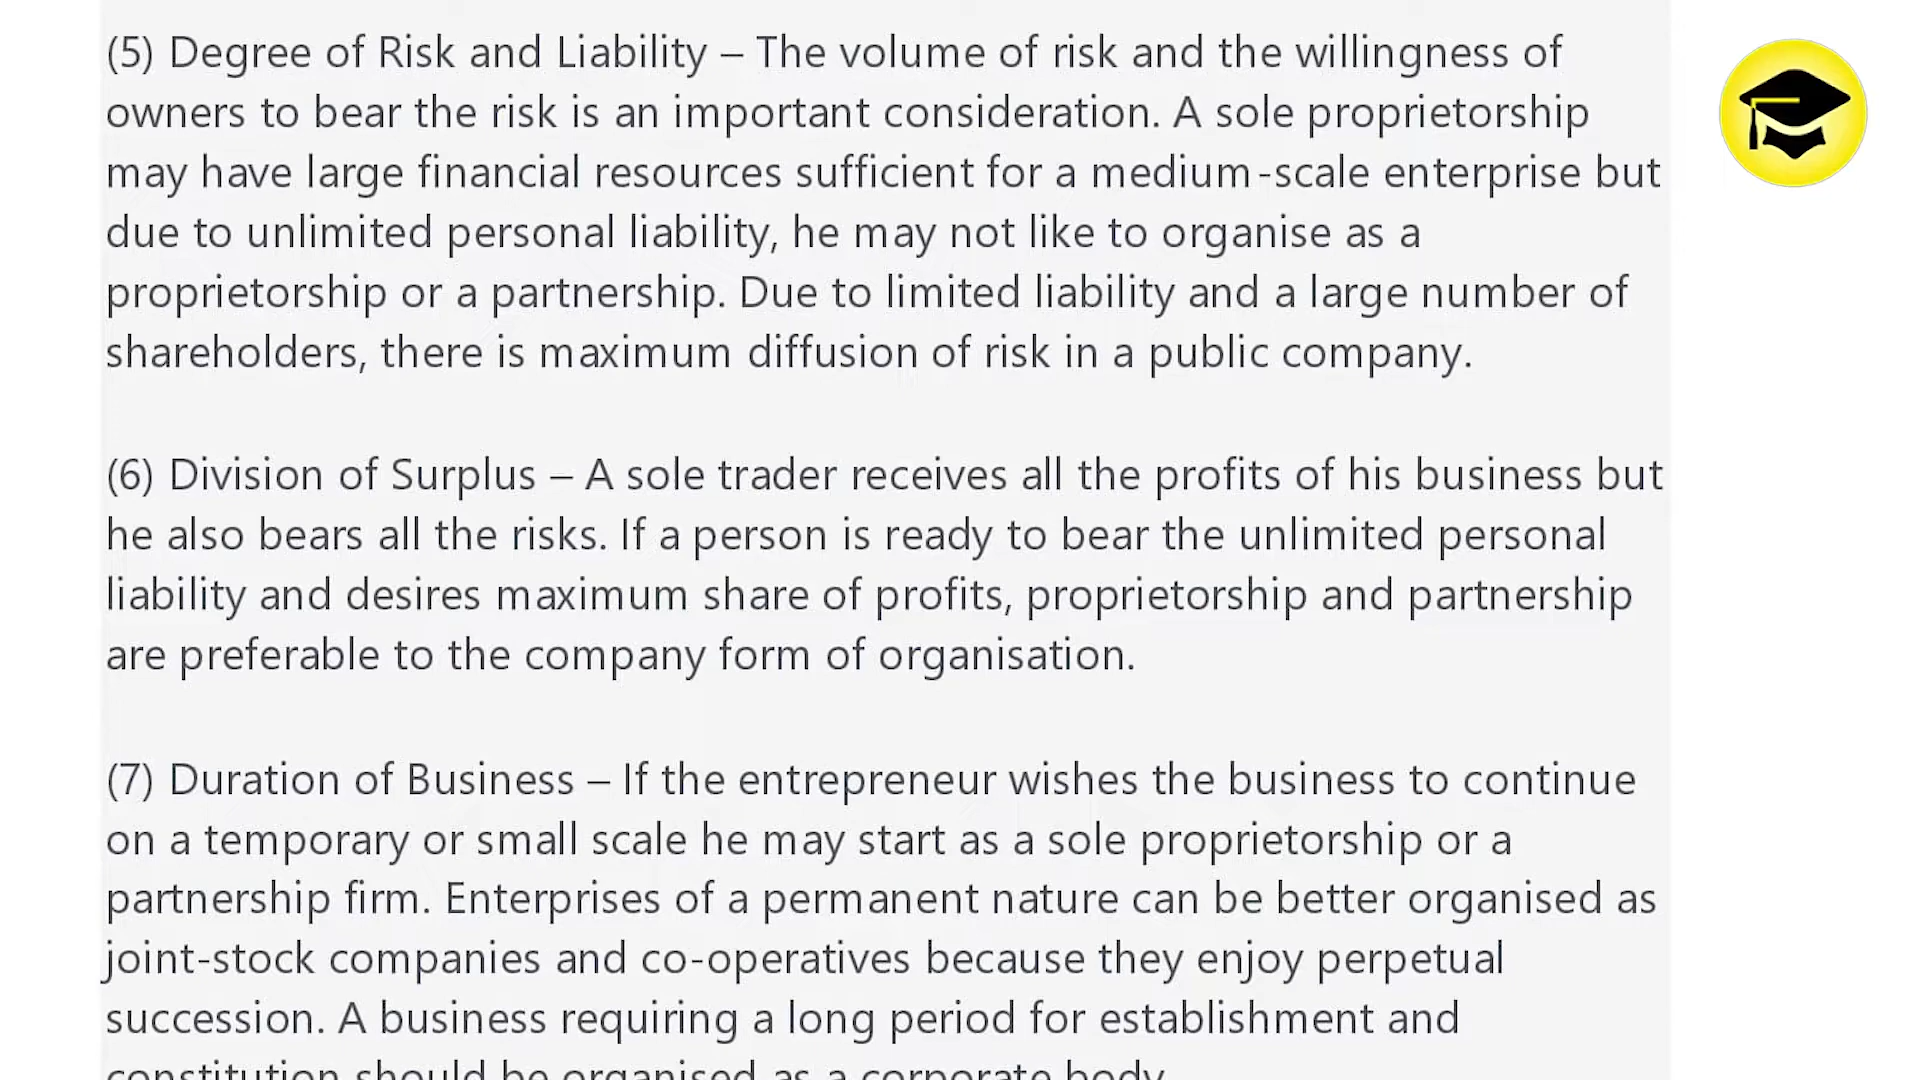 (5) Degree of Risk and Liability – The volume of risk and the willingness of
owners to bear the risk is an important consideration. A sole proprietorship
may have large financial resources sufficient for a medium-scale enterprise but
due to unlimited personal liability, he may not like to organise as a
proprietorship or a partnership. Due to limited liability and a large number of
shareholders, there is maximum diffusion of risk in a public company.
(6) Division of Surplus – A sole trader receives all the profits of his business but
he also bears all the risks. If a person is ready to bear the unlimited personal
liability and desires maximum share of profits, proprietorship and partnership
are preferable to the company form of organisation.
(7) Duration of Business – If the entrepreneur wishes the business to continue
on a temporary or small scale he may start as a sole proprietorship or a
partnership firm. Enterprises of a permanent nature can be better organised as
joint-stock companies and co-operatives because they enjoy perpetual
succession. A business requiring a long period for establishment and
constitution should be organised as a corporate body.